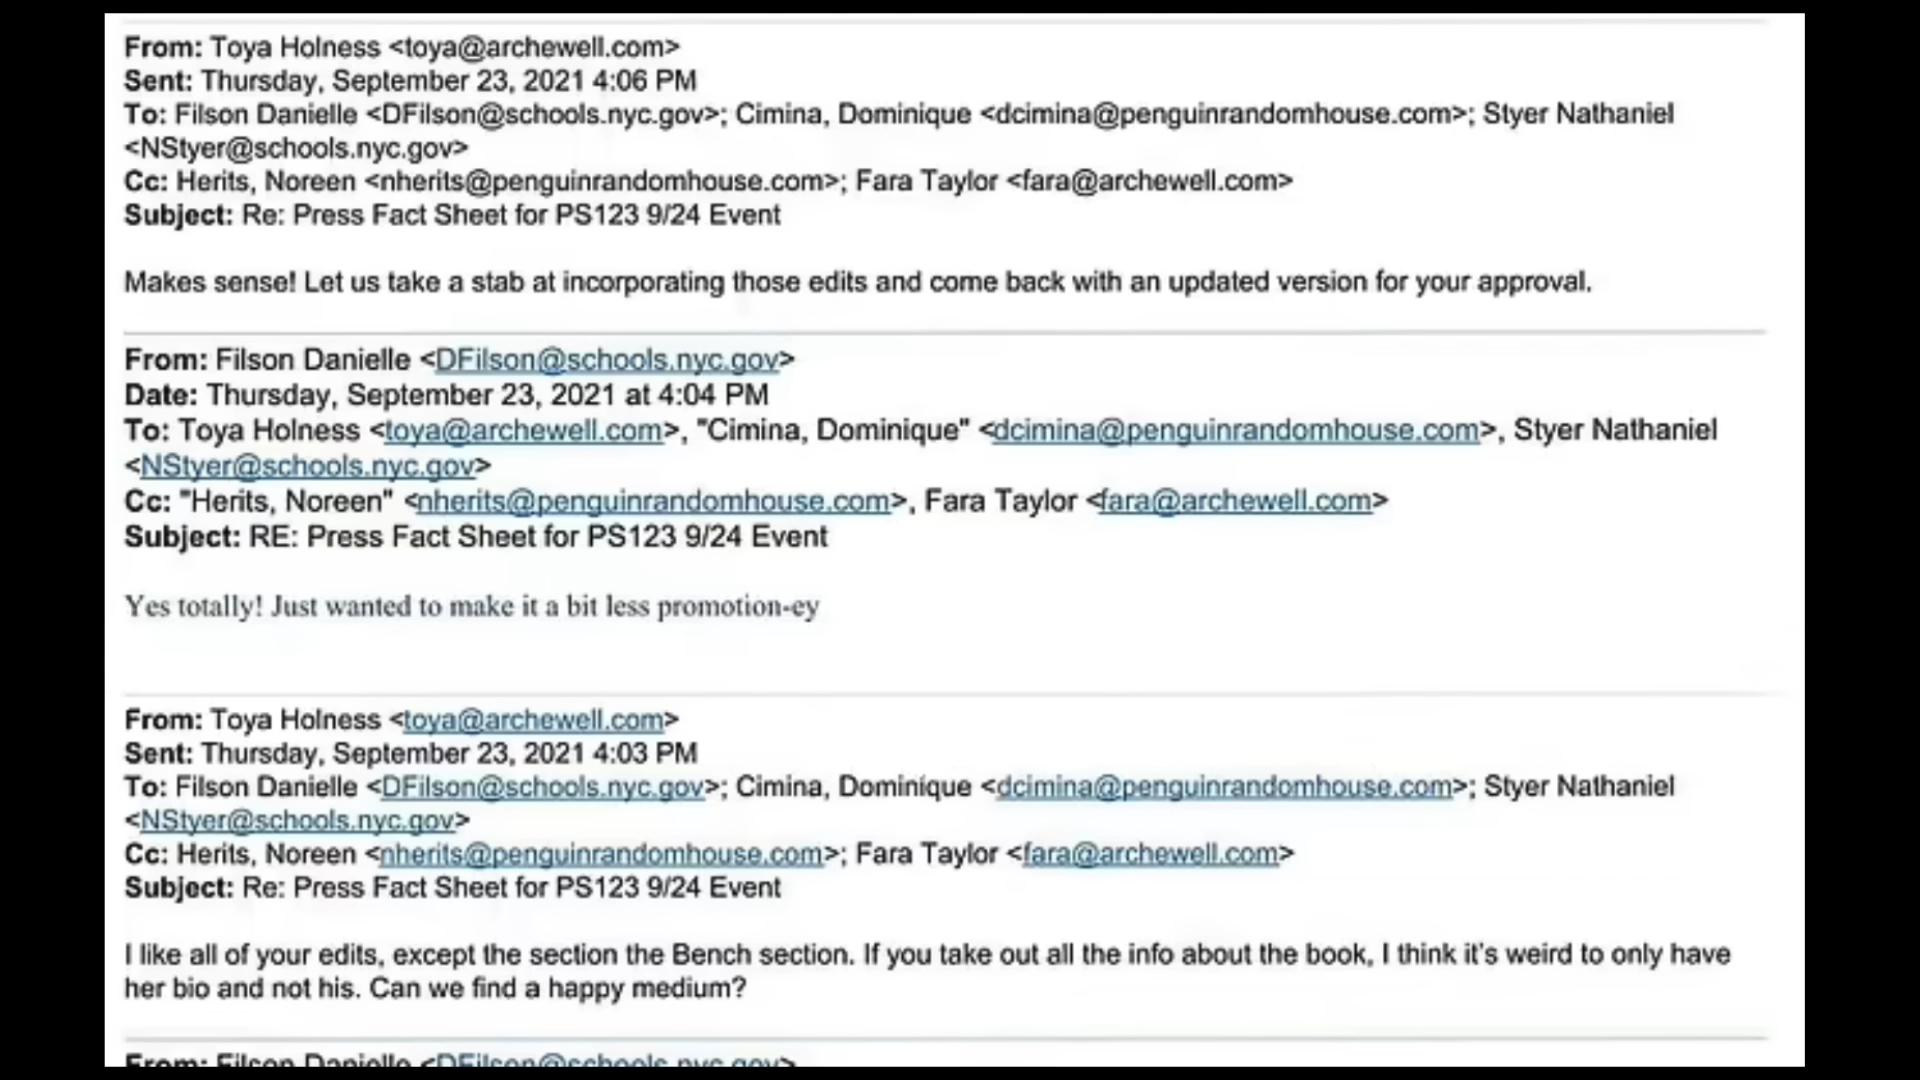 From: Toya Holness <toya@archewell.com>
Sent: Thursday, September 23, 2021 4:06 PM
To: Filson Danielle <DFilson@schools.nyc.gov>; Cimina, Dominique <dcimina@penguinrandomhouse.com>; Styer Nathaniel
<NStyer@schools.nyc.gov>
Cc: Herits, Noreen <nherits@penguinrandomhouse.com>; Fara Taylor <fara@archewell.com>
Subject: Re: Press Fact Sheet for PS123 9/24 Event
Makes sense! Let us take a stab at incorporating those edits and come back with an updated version for your approval.
From: Filson Danielle <DFilson@schools.nyc.gov>
Date: Thursday, September 23, 2021 at 4:04 PM
To: Toya Holness <toya@archewell.com>, "Cimina, Dominique" <dcimina@penguinrandomhouse.com>, Styer Nathaniel
<NStyer@schools.nyc.gov>
Cc: "Herits, Noreen" <nherits@penguinrandomhouse.com>, Fara Taylor <fara@archewell.com>
Subject: RE: Press Fact Sheet for PS123 9/24 Event
Yes totally! Just wanted to make it a bit less promotion-ey
From: Toya Holness <toya@archewell.com>
Sent: Thursday, September 23, 2021 4:03 PM
To: Filson Danielle <DFilson@schools.nyc.gov>; Cimina, Dominique <dcimina@penguinrandomhouse.com>; Styer Nathaniel
<NStyer@schools.nyc.gov>
Cc: Herits, Noreen <nherits@penguinrandomhouse.com>; Fara Taylor <fara@archewell.com>
Subject: Re: Press Fact Sheet for PS123 9/24 Event
I like all of your edits, except the section the Bench section. If you take out all the info about the book, I think it's weird to only have
her bio and not his. Can we find a happy medium?
From: Filson Danielle <DFilson@schools.nyc.gov>